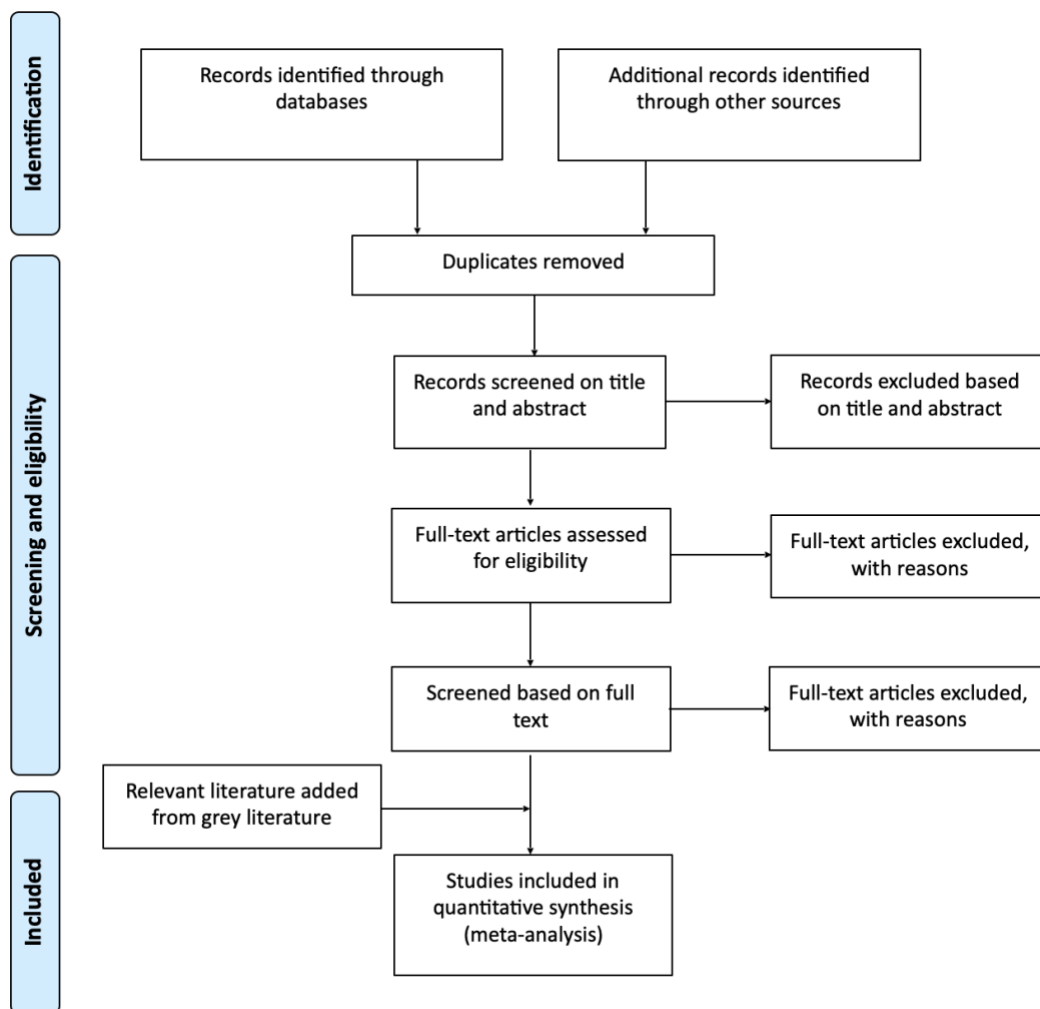 Identification
Records identified through
databases
Additional records identified
through other sources
Duplicates removed
Screening and eligibility
Records screened on title
and abstract
Records excluded based
on title and abstract
Full-text articles assessed
for eligibility
Full-text articles excluded,
with reasons
Screened based on full
text
Full-text articles excluded,
with reasons
Relevant literature added
from grey literature
Included
Studies included in
quantitative synthesis
(meta-analysis)